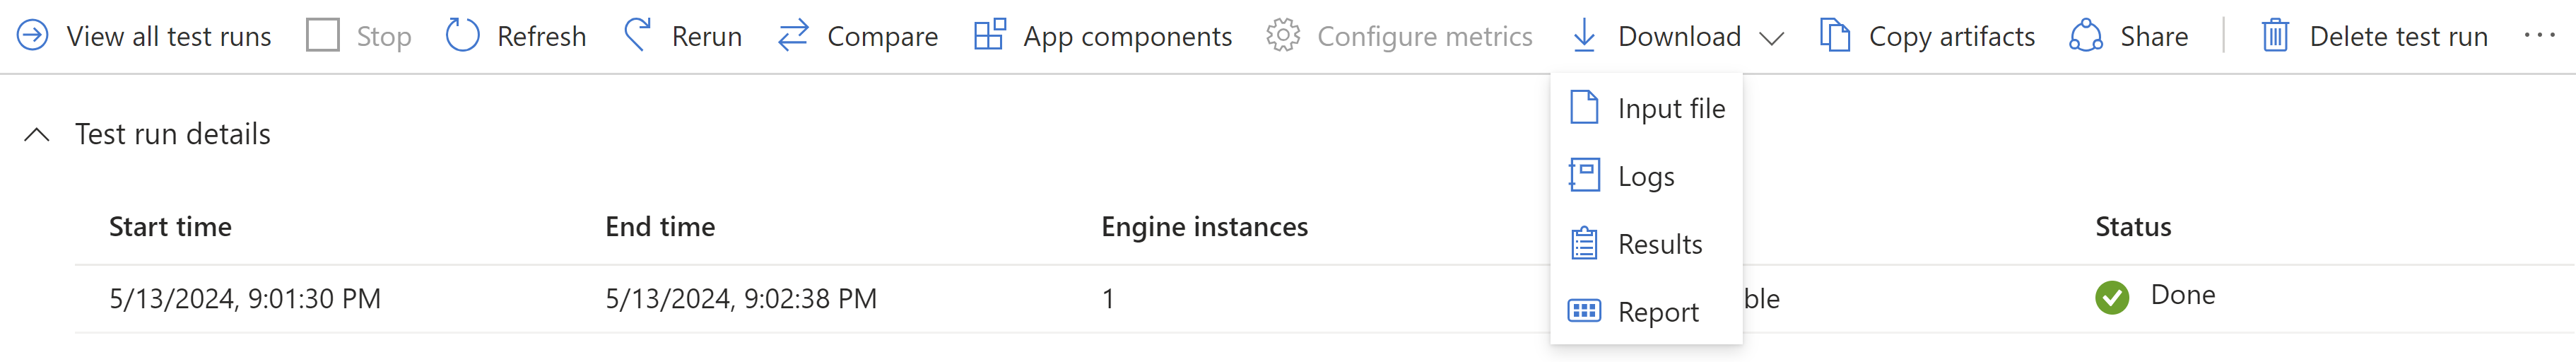 View all test runs Stop Refresh Rerun Compare App components Configure metrics Download Copy artifacts Share Delete test run ...
Input file
Test run details
Logs
Start time End time Engine instances Status
Results
5/13/2024, 9:01:30 PM 5/13/2024, 9:02:38 PM 1 Done
Report